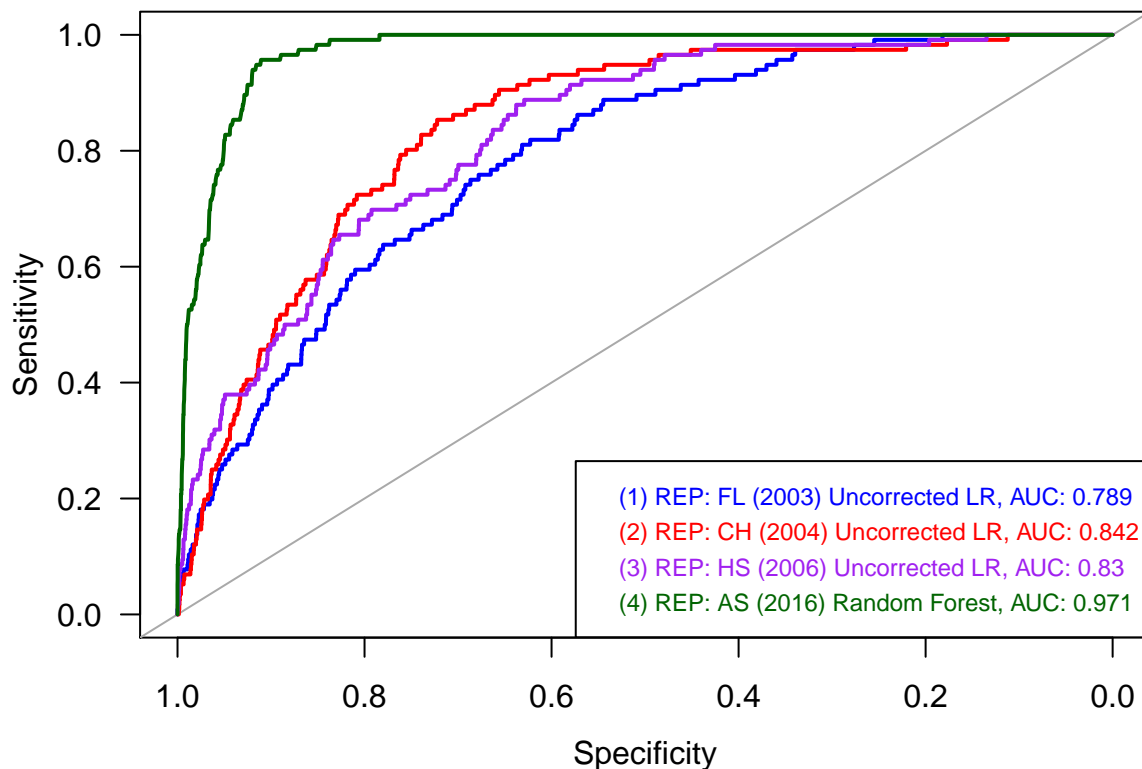 1.0
0.8
0.6
0.4
0.2
0.0
Sensitivity
(1) REP: FL (2003) Uncorrected LR, AUC: 0.789
(2) REP: CH (2004) Uncorrected LR, AUC: 0.842
(3) REP: HS (2006) Uncorrected LR, AUC: 0.83
(4) REP: AS (2016) Random Forest, AUC: 0.971
1.0 0.8 0.6 0.4 0.2 0.0
Specificity